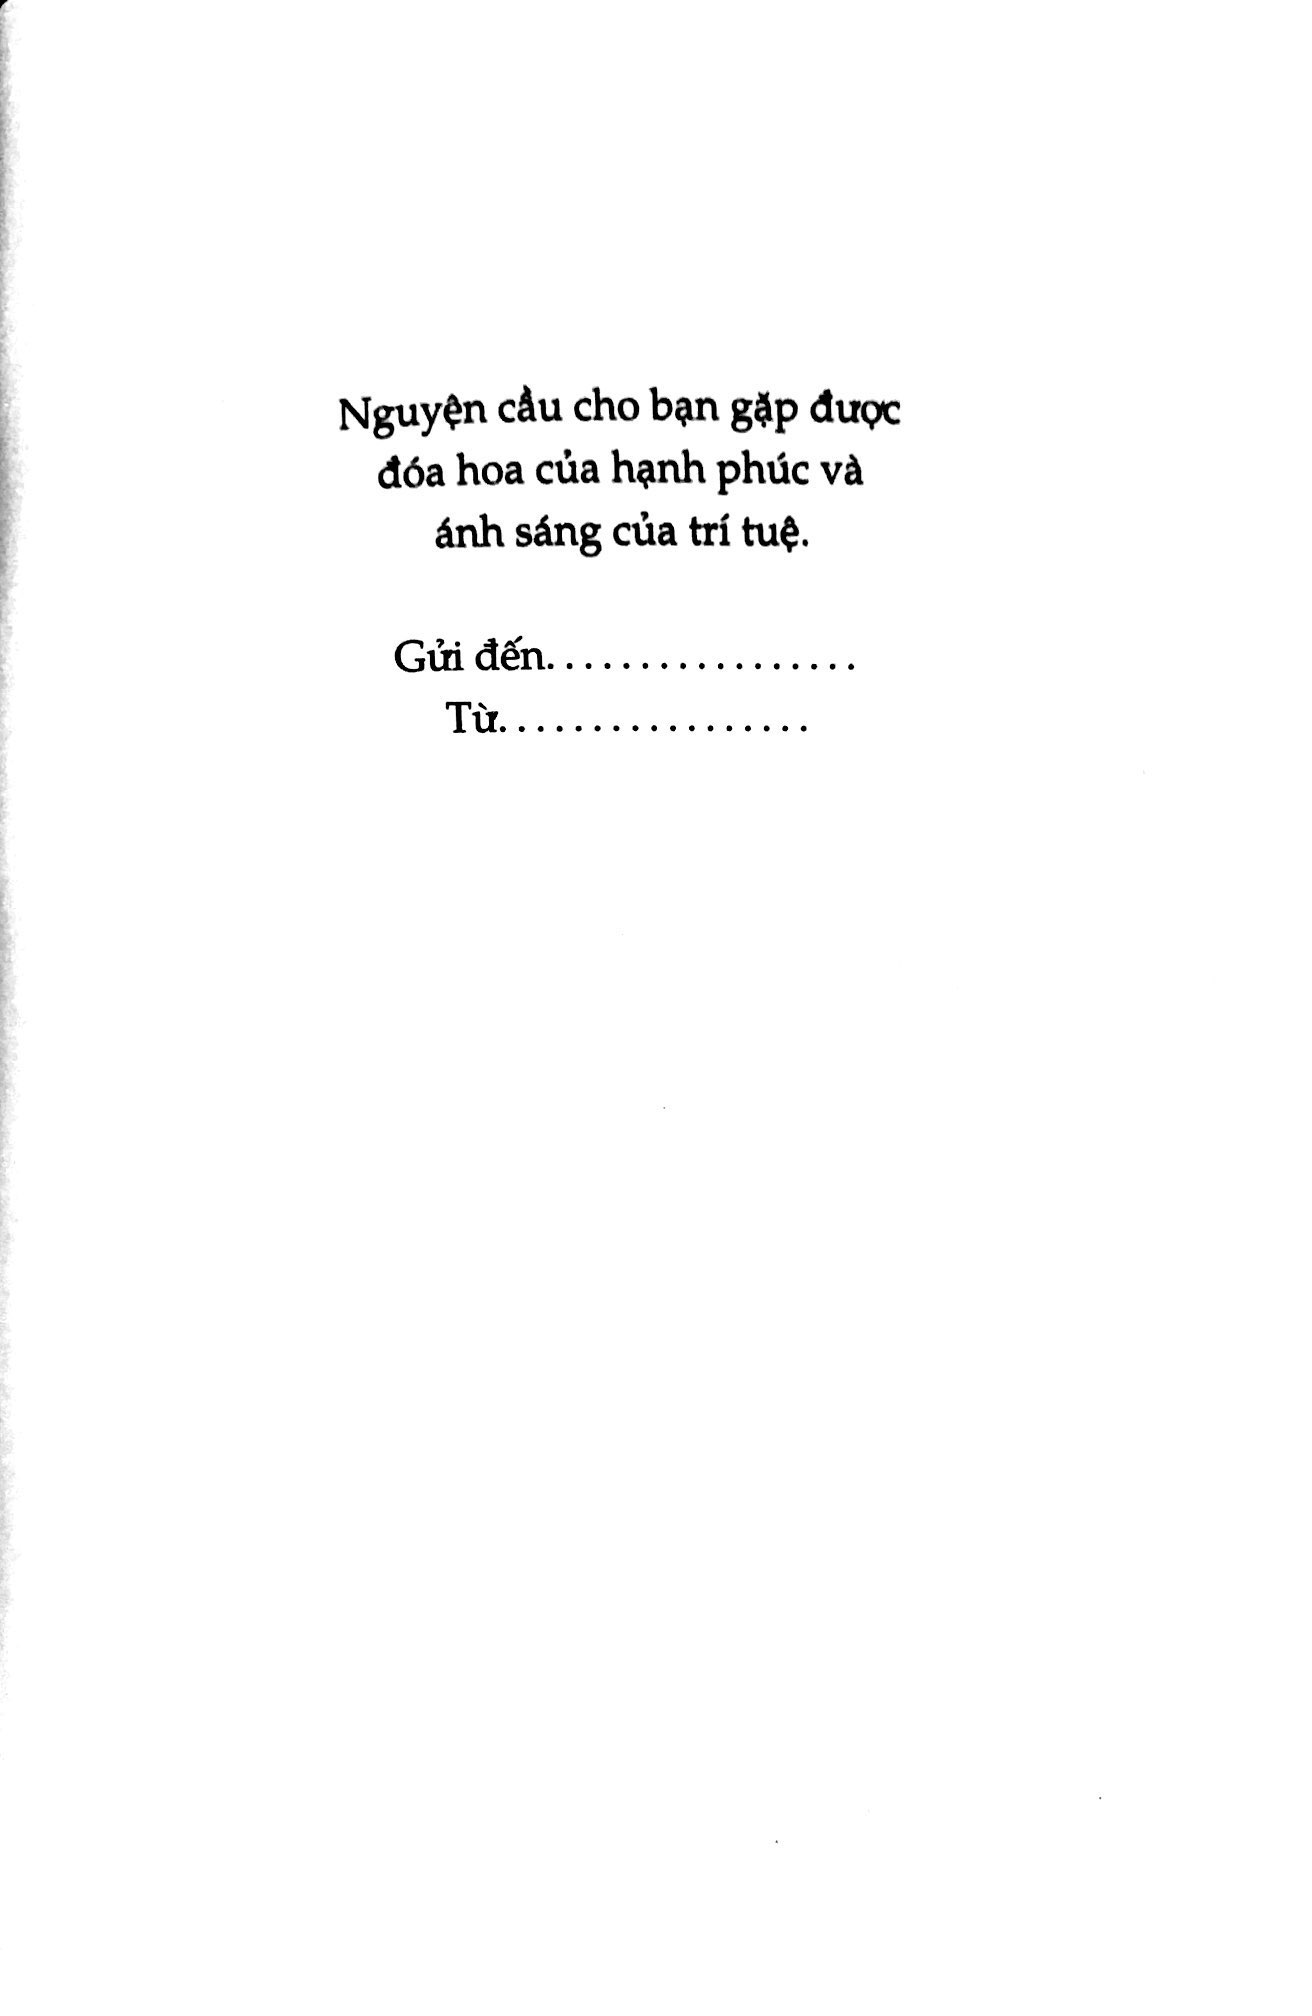 Nguyện cầu cho bạn gặp được
đóa hoa của hạnh phúc và
ánh sáng của trí tuệ.
Gửi đến.................
Từ.................